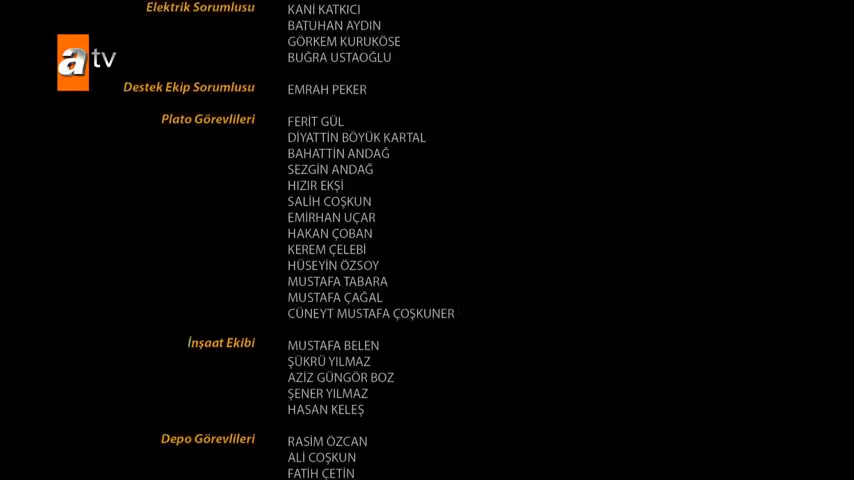 Elektrik Sorumlusu KANİ KATKICI
BATUHAN AYDIN
GÖRKEM KURUKÖSE
BUĞRA USTAOĞLU
atv
Destek Ekip Sorumlusu EMRAH PEKER
Plato Görevlileri FERİT GÜL
DİYATTİN BÖYÜK KARTAL
BAHATTİN ANDAĞ
SEZGİN ANDAĞ
HIZIR EKŞİ
SALİH COŞKUN
EMİRHAN UÇAR
HAKAN ÇOBAN
KEREM ÇELEBİ
HÜSEYİN ÖZSOY
MUSTAFA TABARA
MUSTAFA ÇAĞAL
CÜNEYT MUSTAFA ÇOŞKUNER
İnşaat Ekibi MUSTAFA BELEN
ŞÜKRÜ YILMAZ
AZİZ GÜNGÖR BOZ
ŞENER YILMAZ
HASAN KELEŞ
Depo Görevlileri RASİM ÖZCAN
ALİ COŞKUN
FATİH ÇETİN